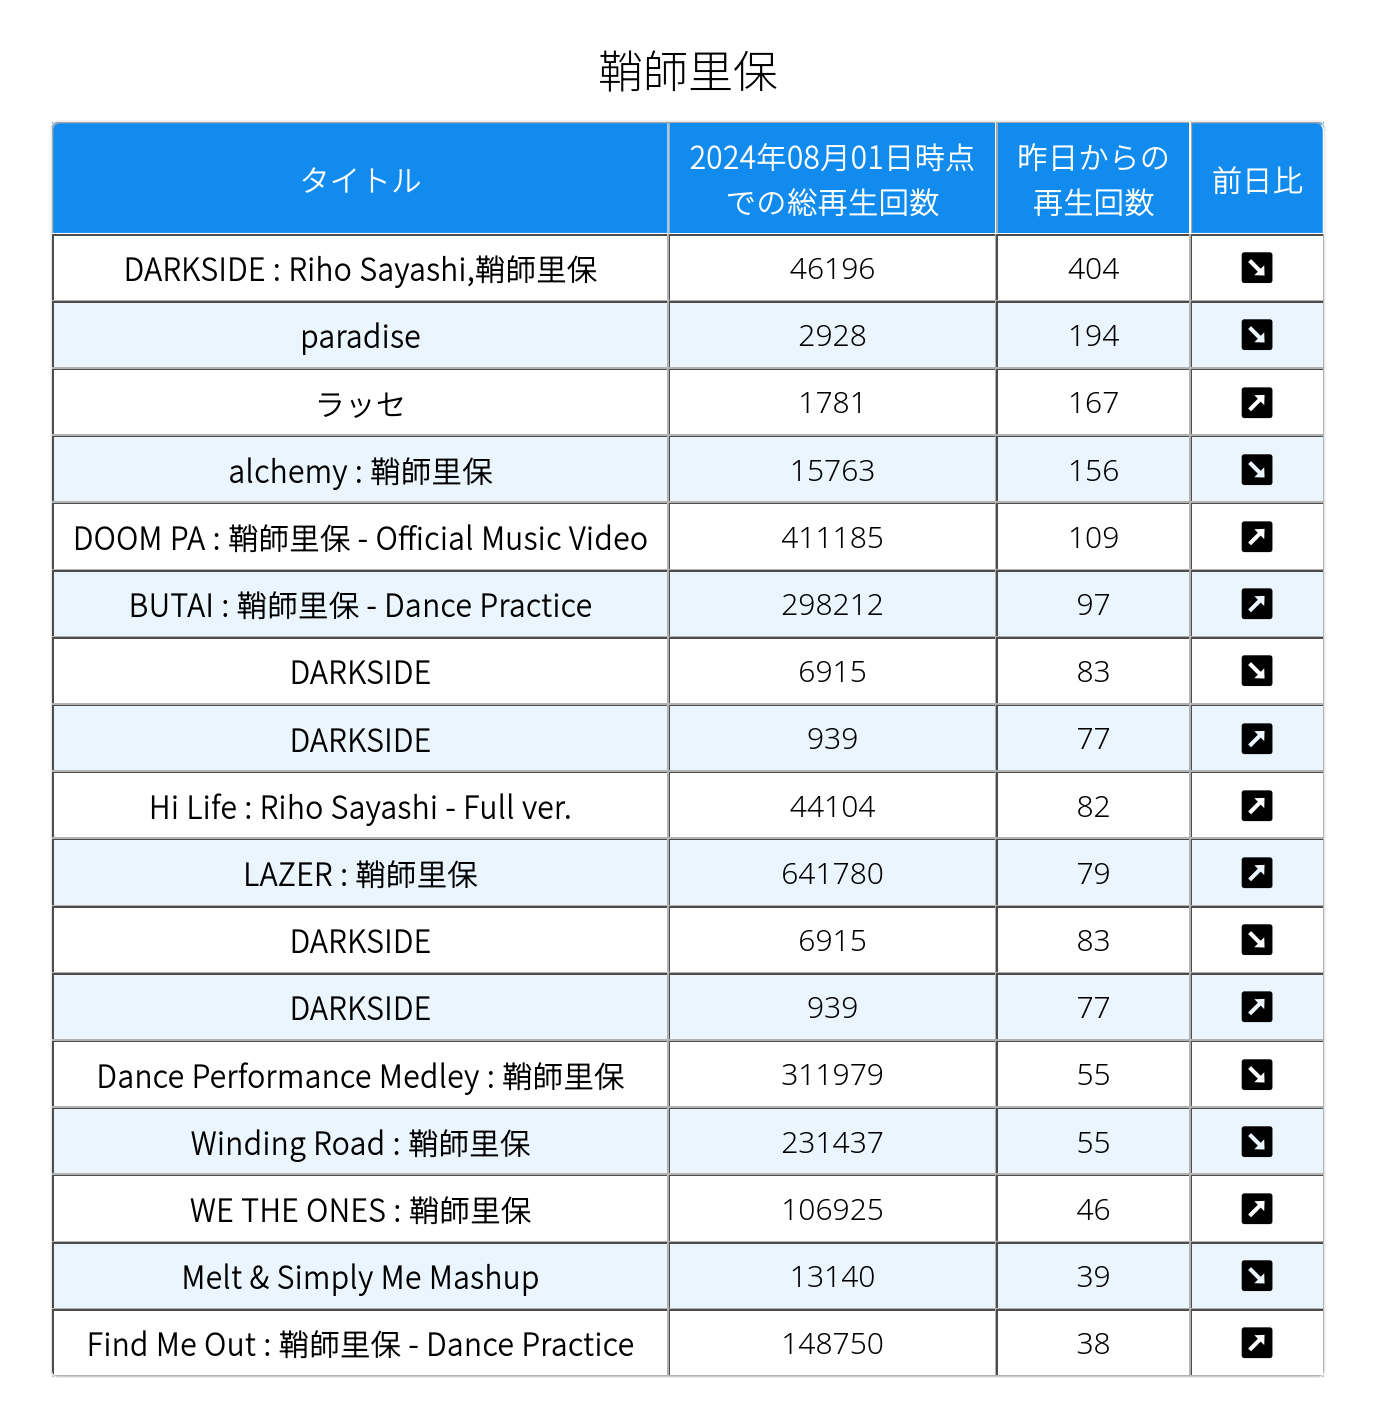 鞘師里保
タイトル 2024年08月01日時点での総再生回数 昨日からの再生回数 前日比
DARKSIDE : Riho Sayashi,鞘師里保 46196 404 ↘
paradise 2928 194 ↘
ラッセ 1781 167 ↗
alchemy : 鞘師里保 15763 156 ↘
DOOM PA : 鞘師里保 - Official Music Video 411185 109 ↗
BUTAI : 鞘師里保 - Dance Practice 298212 97 ↗
DARKSIDE 6915 83 ↘
DARKSIDE 939 77 ↗
Hi Life : Riho Sayashi - Full ver. 44104 82 ↗
LAZER : 鞘師里保 641780 79 ↗
DARKSIDE 6915 83 ↘
DARKSIDE 939 77 ↗
Dance Performance Medley : 鞘師里保 311979 55 ↘
Winding Road : 鞘師里保 231437 55 ↘
WE THE ONES : 鞘師里保 106925 46 ↗
Melt & Simply Me Mashup 13140 39 ↘
Find Me Out : 鞘師里保 - Dance Practice 148750 38 ↗